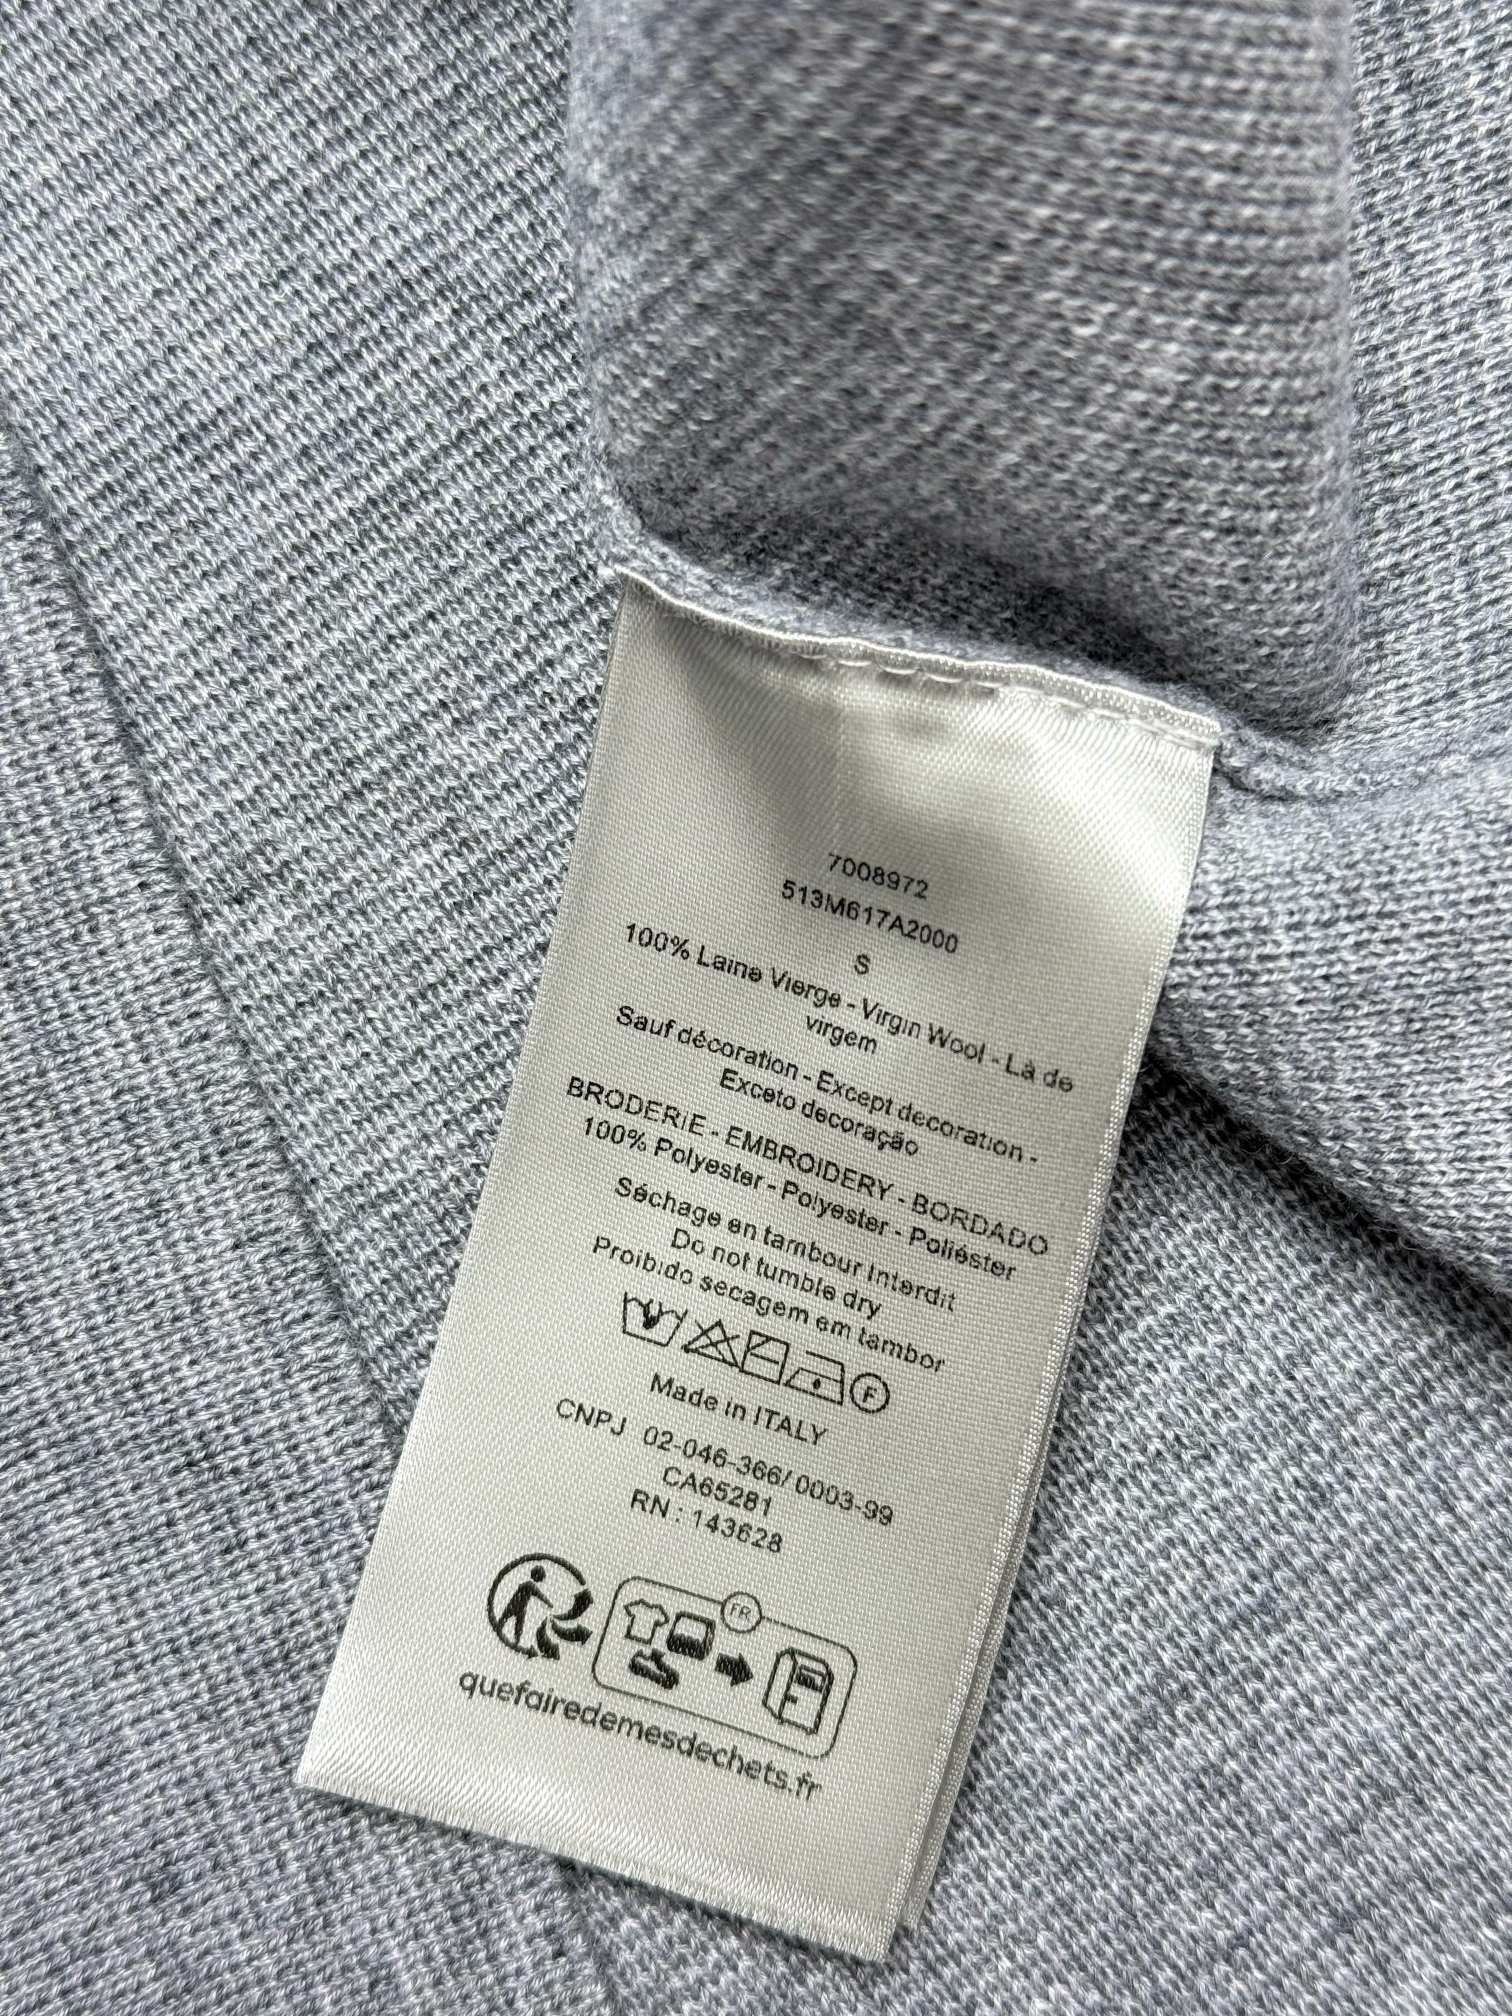 7008972
513M617A2000
S
100% Laine Vierge - Virgin Wool - Là de
virgem
Sauf décoration - Except decoration -
Exceto decoração
BRODERIE - EMBROIDERY - BORDADO
100% Polyester - Polyester - Poliéster
Séchage en tambour Interdit
Do not tumble dry
Proibido secagem em tambor
F
Made in ITALY
CNPJ 02-046-366/0003-99
CA65281
RN : 143628
FR
quefairedemesdechets.fr